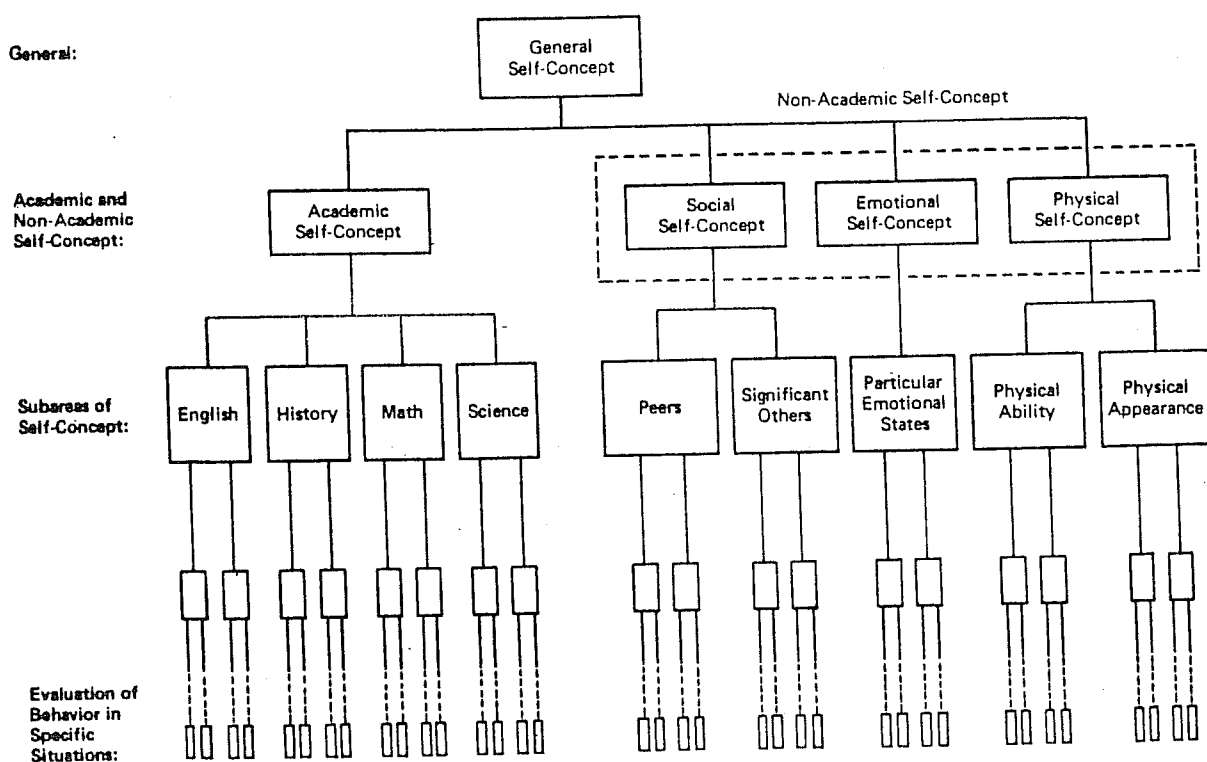 General:
General
Self-Concept
Non-Academic Self-Concept
Academic and
Non-Academic
Self-Concept:
Academic
Self-Concept
Social
Self-Concept
Emotional
Self-Concept
Physical
Self-Concept
Subareas of
Self-Concept:
English
History
Math
Science
Peers
Significant
Others
Particular
Emotional
States
Physical
Ability
Physical
Appearance
Evaluation of
Behavior in
Specific
Situations: